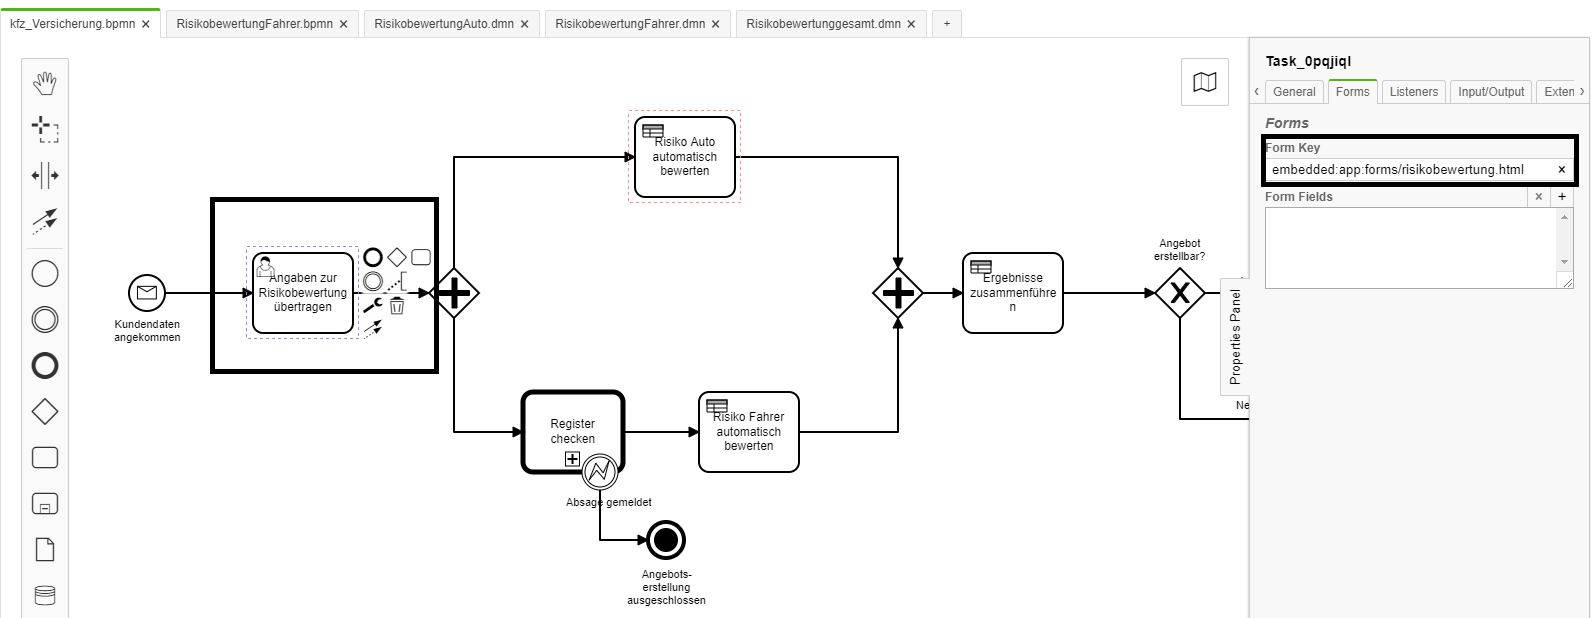 kfz_Versicherung.bpmn ×
RisikobewertungFahrer.bpmn ×
RisikobewertungAuto.dmn ×
RisikobewertungFahrer.dmn ×
Risikobewertunggesamt.dmn ×
+
Kundendaten
angekommen
Angaben zur
Risikobewertung
übertragen
Risiko Auto
automatisch
bewerten
Register
checken
Absage gemeldet
Angebots-
erstellung
ausgeschlossen
Risiko Fahrer
automatisch
bewerten
Ergebnisse
zusammenführe
n
Angebot
erstellbar?
Ne
Properties Panel
Task_0pqjiql
General
Forms
Listeners
Input/Output
Exten
Forms
Form Key
embedded:app:forms/risikobewertung.html ×
Form Fields × +